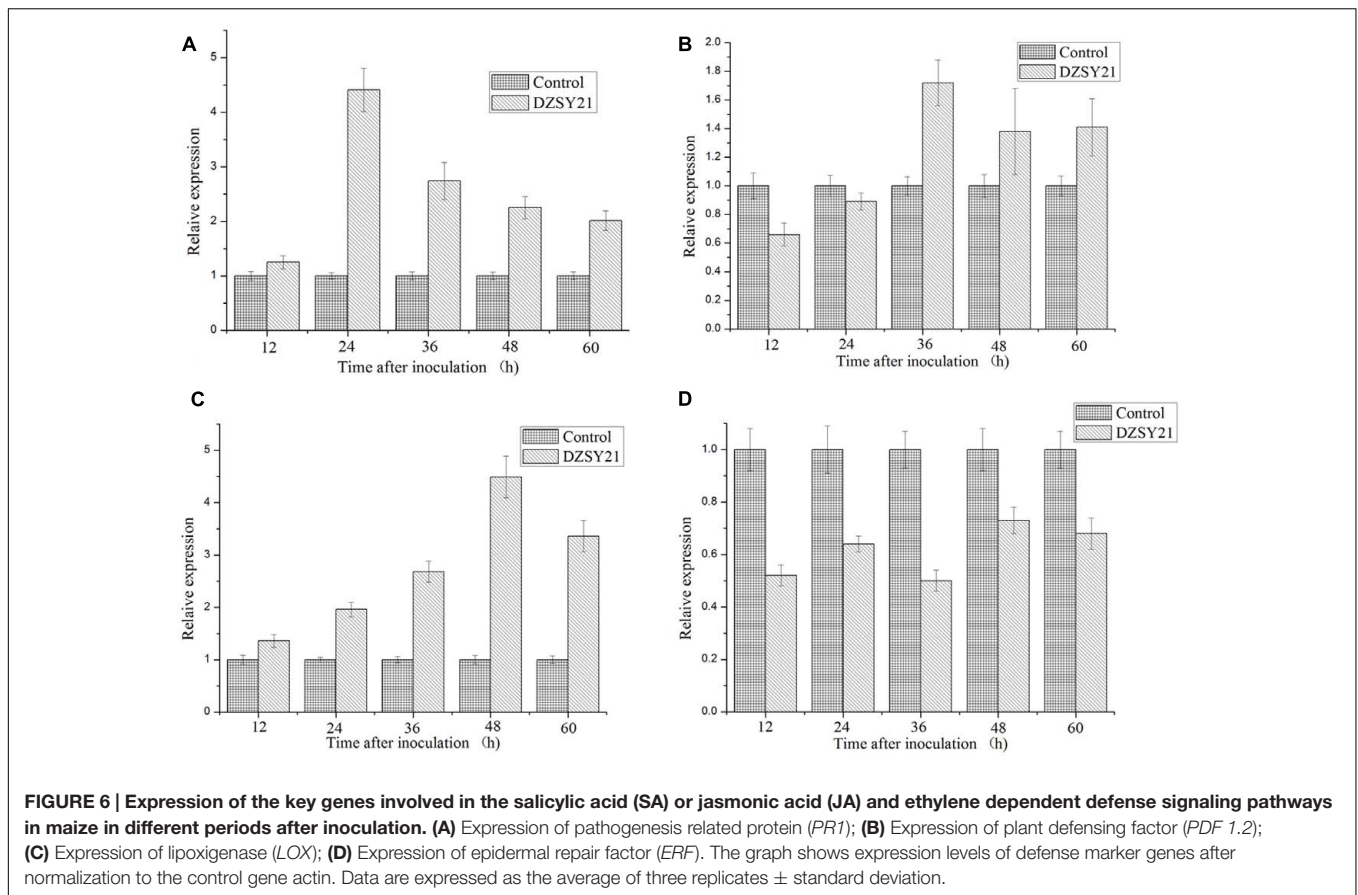 A
Relaive expression
5
4
3
2
1
0
Control
DZSY21
12 24 36 48 60
Time after inoculation (h)
B
Relaive expression
2.0
1.8
1.6
1.4
1.2
1.0
0.8
0.6
0.4
0.2
0.0
Control
DZSY21
12 24 36 48 60
Time after inoculation (h)
C
Relaive expression
5
4
3
2
1
0
Control
DZSY21
12 24 36 48 60
Time after inoculation (h)
D
Relaive expression
1.0
0.8
0.6
0.4
0.2
0.0
Control
DZSY21
12 24 36 48 60
Time after inoculation (h)
FIGURE 6 | Expression of the key genes involved in the salicylic acid (SA) or jasmonic acid (JA) and ethylene dependent defense signaling pathways
in maize in different periods after inoculation. (A) Expression of pathogenesis related protein (PR1); (B) Expression of plant defensing factor (PDF 1.2);
(C) Expression of lipoxigenase (LOX); (D) Expression of epidermal repair factor (ERF). The graph shows expression levels of defense marker genes after
normalization to the control gene actin. Data are expressed as the average of three replicates ± standard deviation.